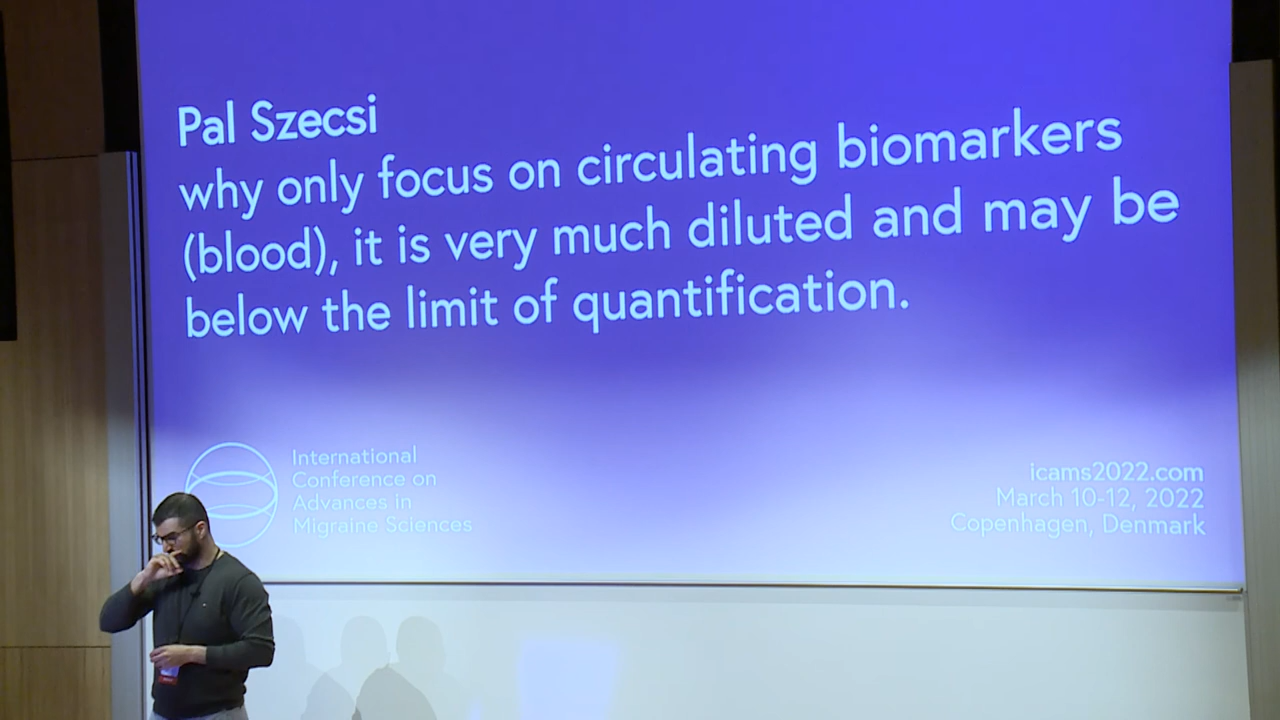 Pal Szecsi
why only focus on circulating biomarkers
(blood), it is very much diluted and may be
below the limit of quantification.
International
Conference on
Advances in
Migraine Sciences
icams2022.com
March 10-12, 2022
Copenhagen, Denmark